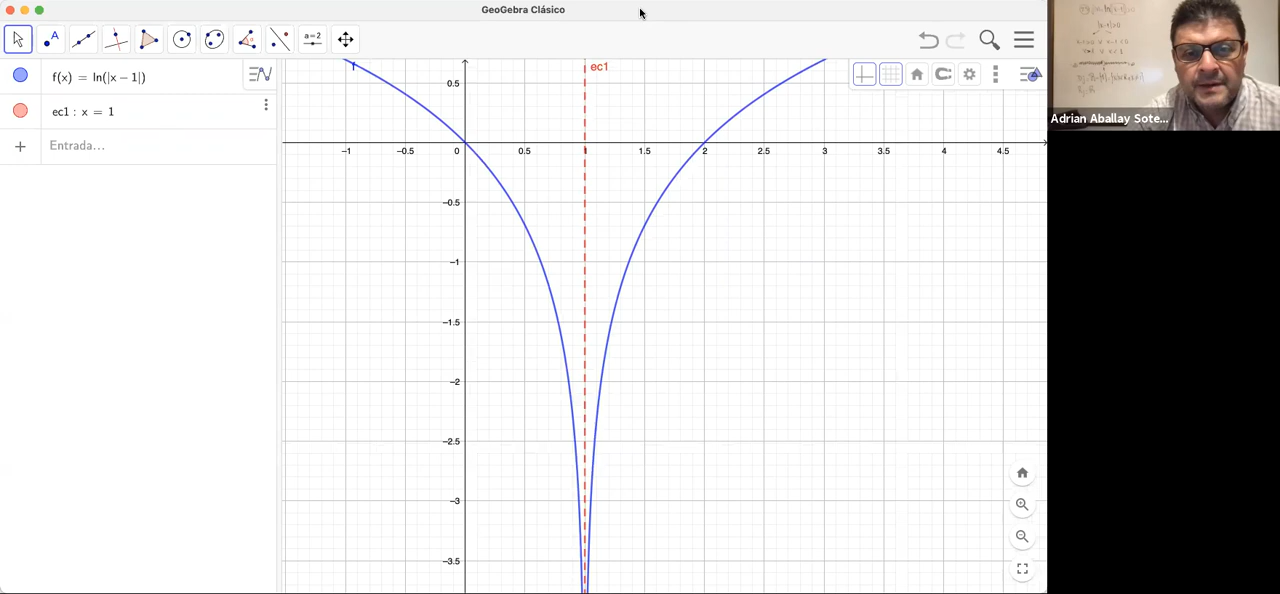 GeoGebra Clásico
a=2
f(x) = ln(|x − 1|)
ec1 : x = 1
Entrada…
f
ec1
0.5
−1
−0.5
0
0.5
1
1.5
2
2.5
3
3.5
4
4.5
−0.5
−1
−1.5
−2
−2.5
−3
−3.5
Adrian Aballay Sote...